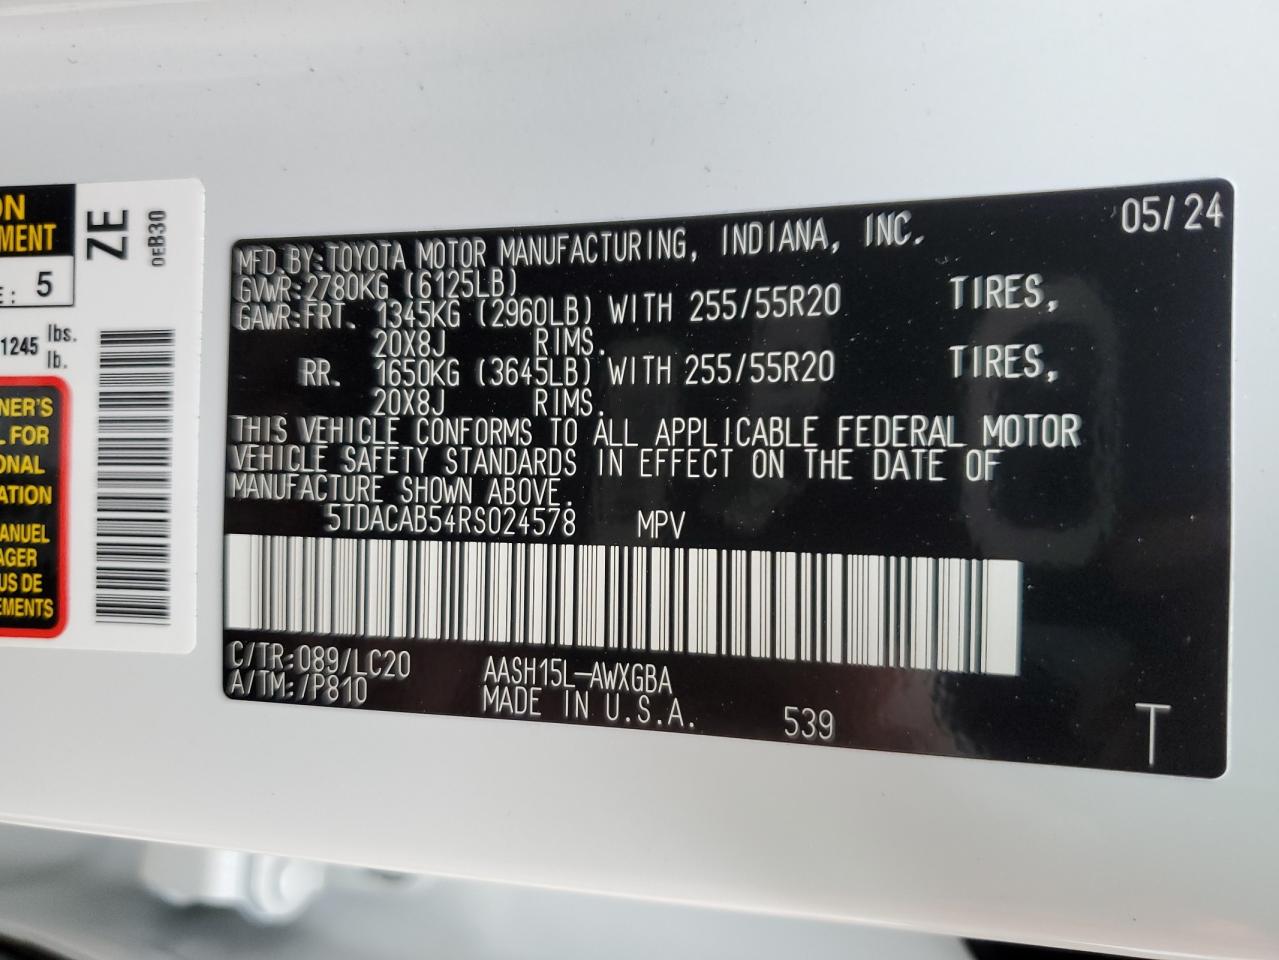 ON
MENT
E: 5
1245 lbs.
lb.
NER'S
L FOR
ONAL
ATION
ANUEL
AGER
US DE
EMENTS
ZE
0EB30
MFD.BY:TOYOTA MOTOR MANUFACTURING, INDIANA, INC. 05/24
GVWR:2780KG (6125LB)
GAWR:FRT. 1345KG (2960LB) WITH 255/55R20 TIRES,
20X8J RIMS.
RR. 1650KG (3645LB) WITH 255/55R20 TIRES,
20X8J RIMS.
THIS VEHICLE CONFORMS TO ALL APPLICABLE FEDERAL MOTOR
VEHICLE SAFETY STANDARDS IN EFFECT ON THE DATE OF
MANUFACTURE SHOWN ABOVE.
5TDACAB54RS024578 MPV
C/TR:089/LC20 AASH15L-AWXGBA
A/TM:/P810 MADE IN U.S.A. 539 T